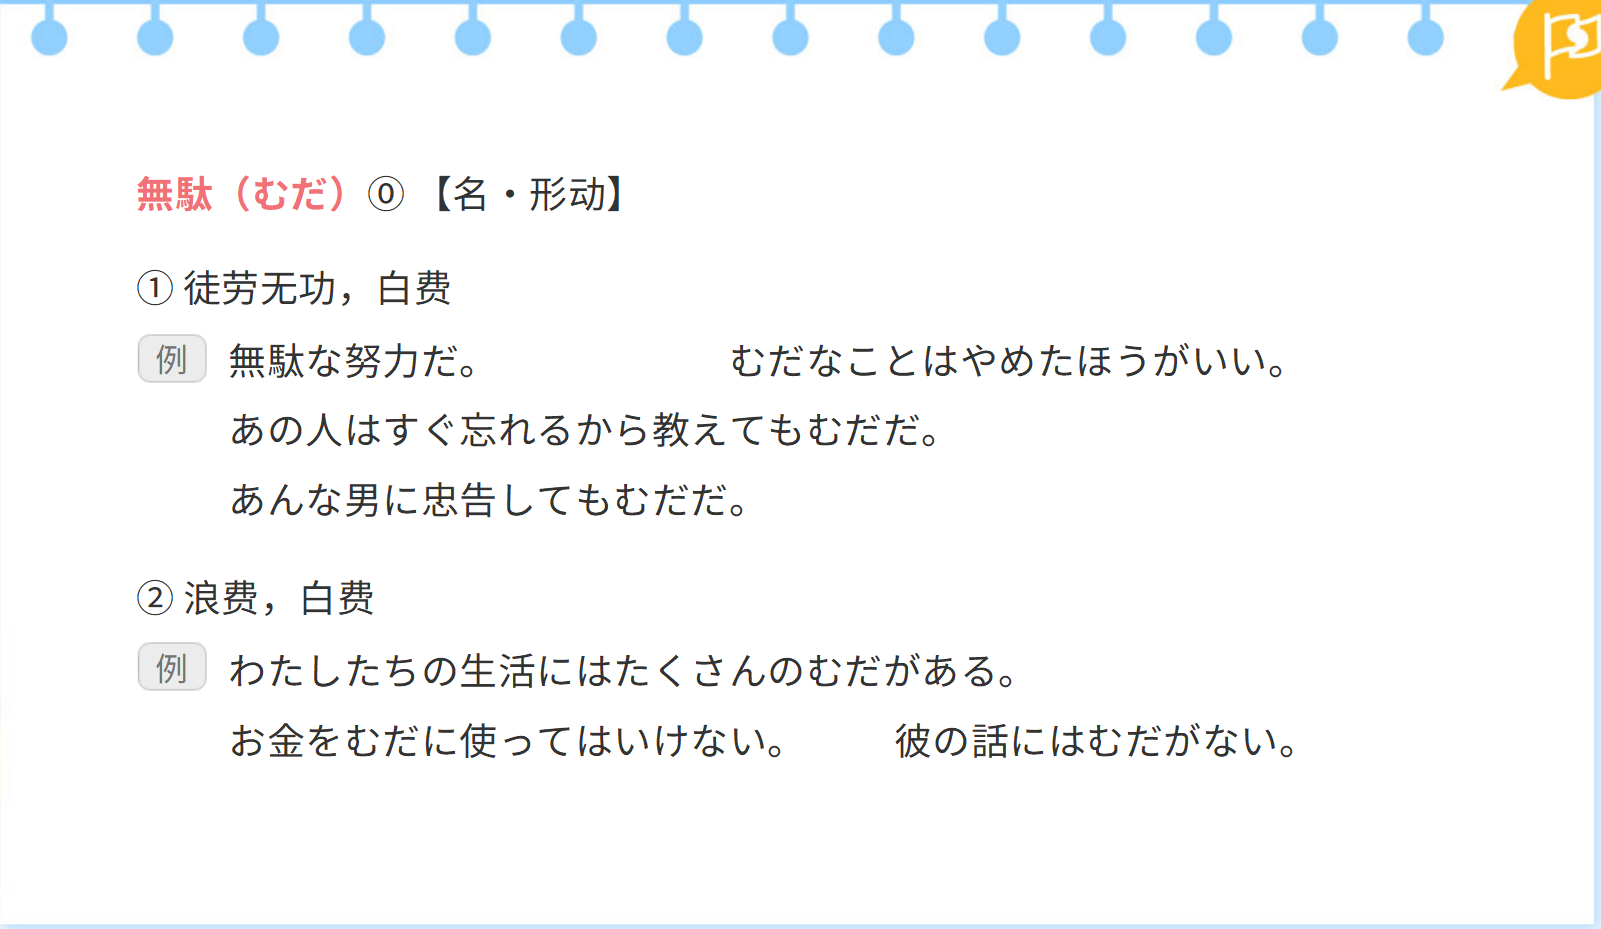 無駄（むだ）⓪ 【名・形动】
① 徒劳无功，白费
例 無駄な努力だ。 むだなことはやめたほうがいい。
あの人はすぐ忘れるから教えてもむだだ。
あんな男に忠告してもむだだ。
② 浪费，白费
例 わたしたちの生活にはたくさんのむだがある。
お金をむだに使ってはいけない。 彼の話にはむだがない。